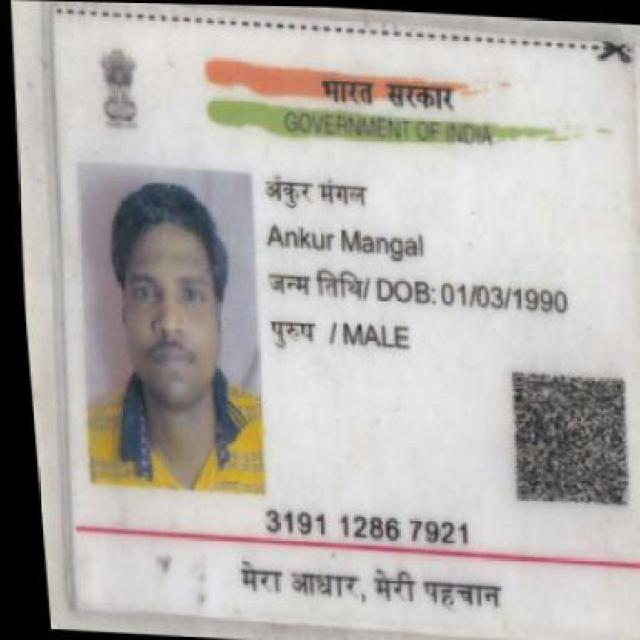 भारत सरकार
GOVERNMENT OF INDIA
अंकुर मंगल
Ankur Mangal
जन्म तिथि/ DOB: 01/03/1990
पुरुष / MALE
3191 1286 7921
मेरा आधार, मेरी पहचान